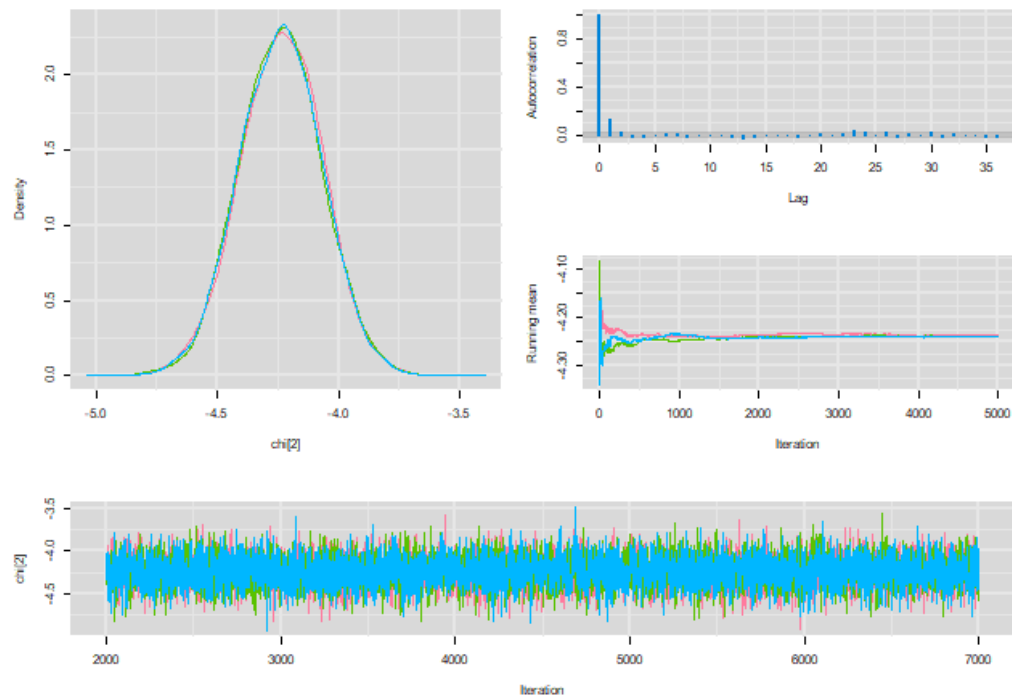 2.0
1.5
1.0
0.5
0.0
Density
-5.0 -4.5 -4.0 -3.5
chi[2]
0.8
0.4
0.0
Autocorrelation
0 5 10 15 20 25 30 35
Lag
-4.10
-4.20
-4.30
Running mean
0 1000 2000 3000 4000 5000
Iteration
-3.5
-4.0
-4.5
chi[2]
2000 3000 4000 5000 6000 7000
Iteration